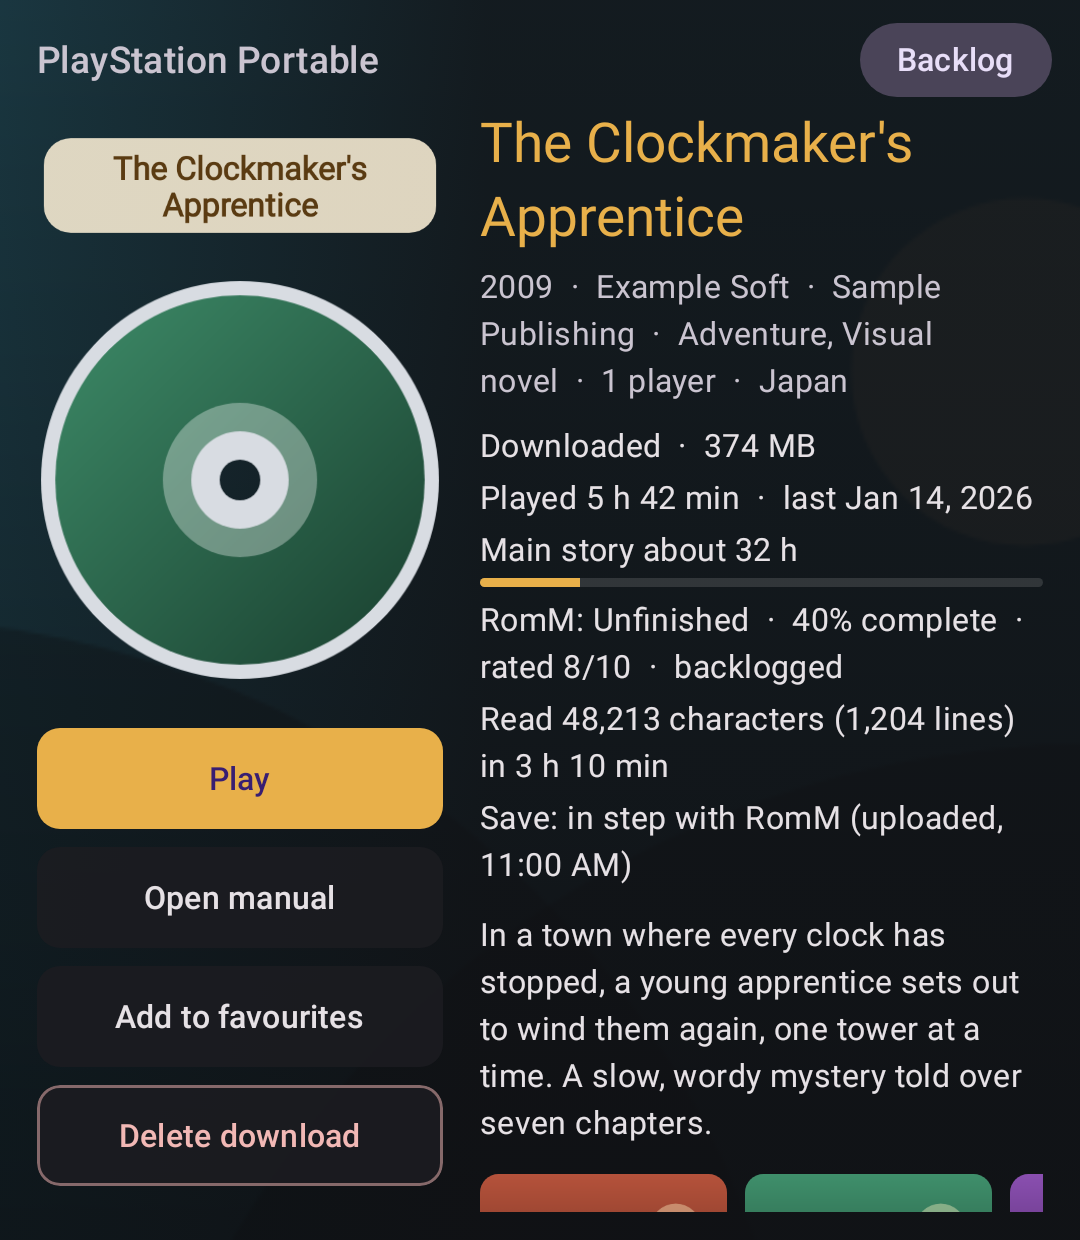 PlayStation Portable
Backlog
The Clockmaker's
Apprentice
Play
Open manual
Add to favourites
Delete download
The Clockmaker's
Apprentice
2009 · Example Soft · Sample
Publishing · Adventure, Visual
novel · 1 player · Japan
Downloaded · 374 MB
Played 5 h 42 min · last Jan 14, 2026
Main story about 32 h
RomM: Unfinished · 40% complete ·
rated 8/10 · backlogged
Read 48,213 characters (1,204 lines)
in 3 h 10 min
Save: in step with RomM (uploaded,
11:00 AM)
In a town where every clock has
stopped, a young apprentice sets out
to wind them again, one tower at a
time. A slow, wordy mystery told over
seven chapters.